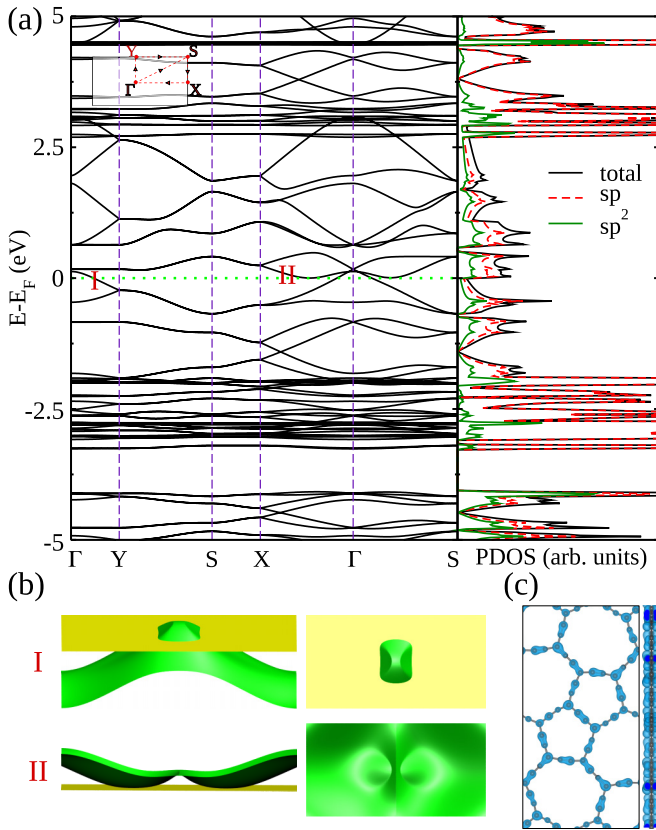 (a)
5
2.5
0
-2.5
-5
E-E_F (eV)
Y S
Γ X
I
II
total
sp
sp²
Γ Y S X Γ S
PDOS (arb. units)
(b)
(c)
I
II